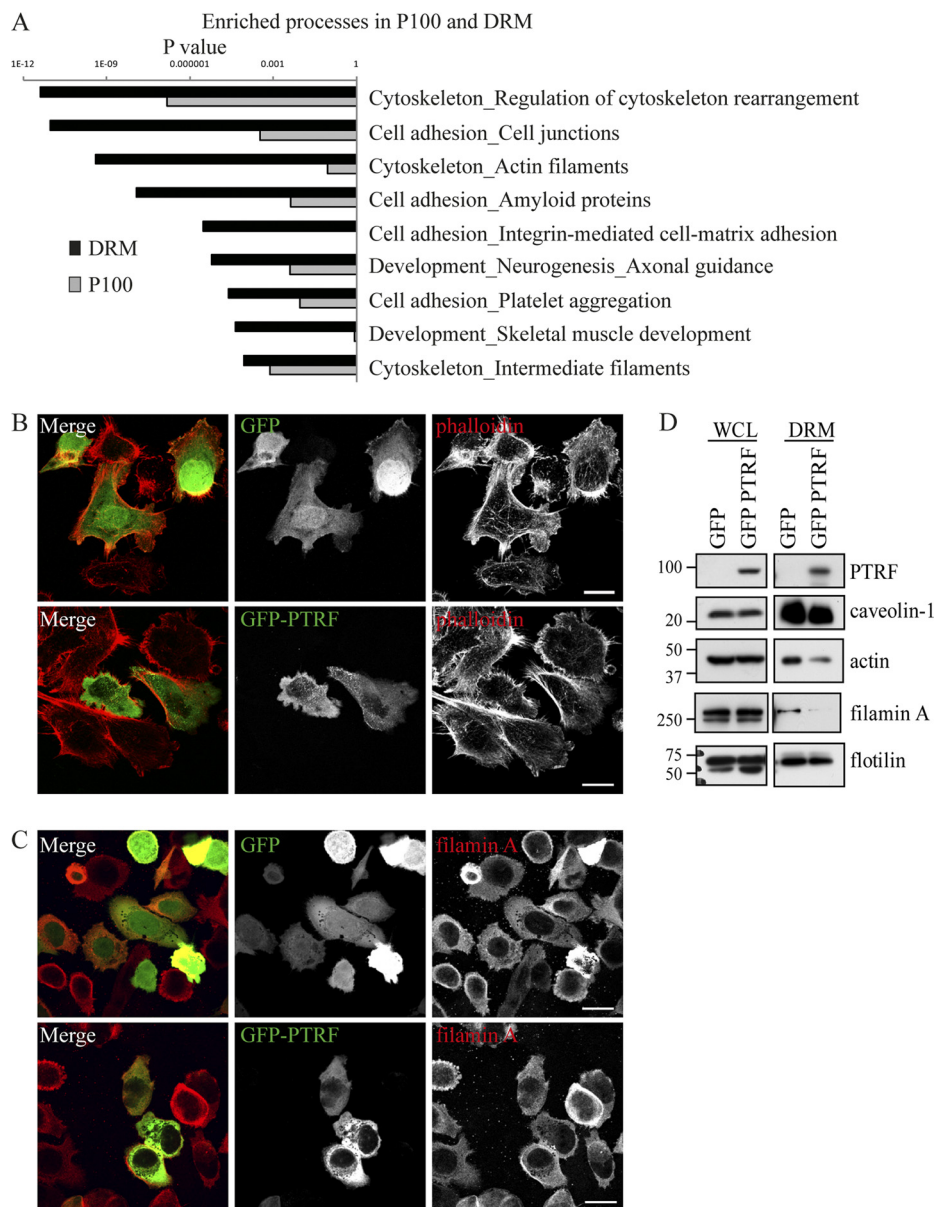 A
Enriched processes in P100 and DRM
P value
1E-12 1E-09 0.000001 0.001 1
Cytoskeleton_Regulation of cytoskeleton rearrangement
Cell adhesion_Cell junctions
Cytoskeleton_Actin filaments
Cell adhesion_Amyloid proteins
Cell adhesion_Integrin-mediated cell-matrix adhesion
Development_Neurogenesis_Axonal guidance
Cell adhesion_Platelet aggregation
Development_Skeletal muscle development
Cytoskeleton_Intermediate filaments
DRM
P100
B
Merge GFP phalloidin
Merge GFP-PTRF phalloidin
C
Merge GFP filamin A
Merge GFP-PTRF filamin A
D
WCL DRM
GFP GFP PTRF GFP GFP PTRF
100 PTRF
20 caveolin-1
50 actin
37
250 filamin A
75 flotilin
50